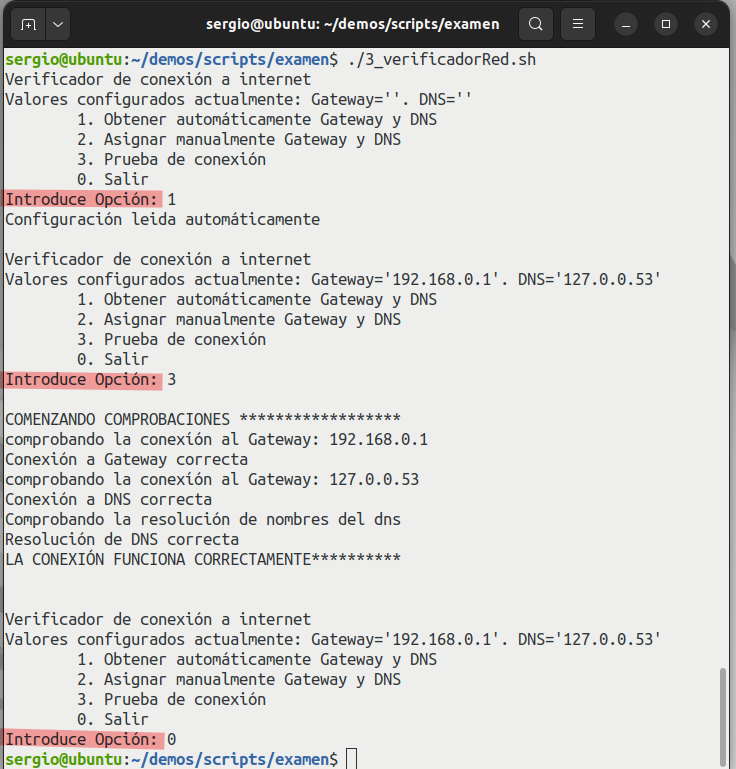 sergio@ubuntu: ~/demos/scripts/examen
sergio@ubuntu:~/demos/scripts/examen$ ./3_verificadorRed.sh
Verificador de conexión a internet
Valores configurados actualmente: Gateway=''. DNS=''
1. Obtener automáticamente Gateway y DNS
2. Asignar manualmente Gateway y DNS
3. Prueba de conexión
0. Salir
Introduce Opción: 1
Configuración leida automáticamente
Verificador de conexión a internet
Valores configurados actualmente: Gateway='192.168.0.1'. DNS='127.0.0.53'
1. Obtener automáticamente Gateway y DNS
2. Asignar manualmente Gateway y DNS
3. Prueba de conexión
0. Salir
Introduce Opción: 3
COMENZANDO COMPROBACIONES ******************
comprobando la conexión al Gateway: 192.168.0.1
Conexión a Gateway correcta
comprobando la conexión al Gateway: 127.0.0.53
Conexión a DNS correcta
Comprobando la resolución de nombres del dns
Resolución de DNS correcta
LA CONEXIÓN FUNCIONA CORRECTAMENTE**********
Verificador de conexión a internet
Valores configurados actualmente: Gateway='192.168.0.1'. DNS='127.0.0.53'
1. Obtener automáticamente Gateway y DNS
2. Asignar manualmente Gateway y DNS
3. Prueba de conexión
0. Salir
Introduce Opción: 0
sergio@ubuntu:~/demos/scripts/examen$